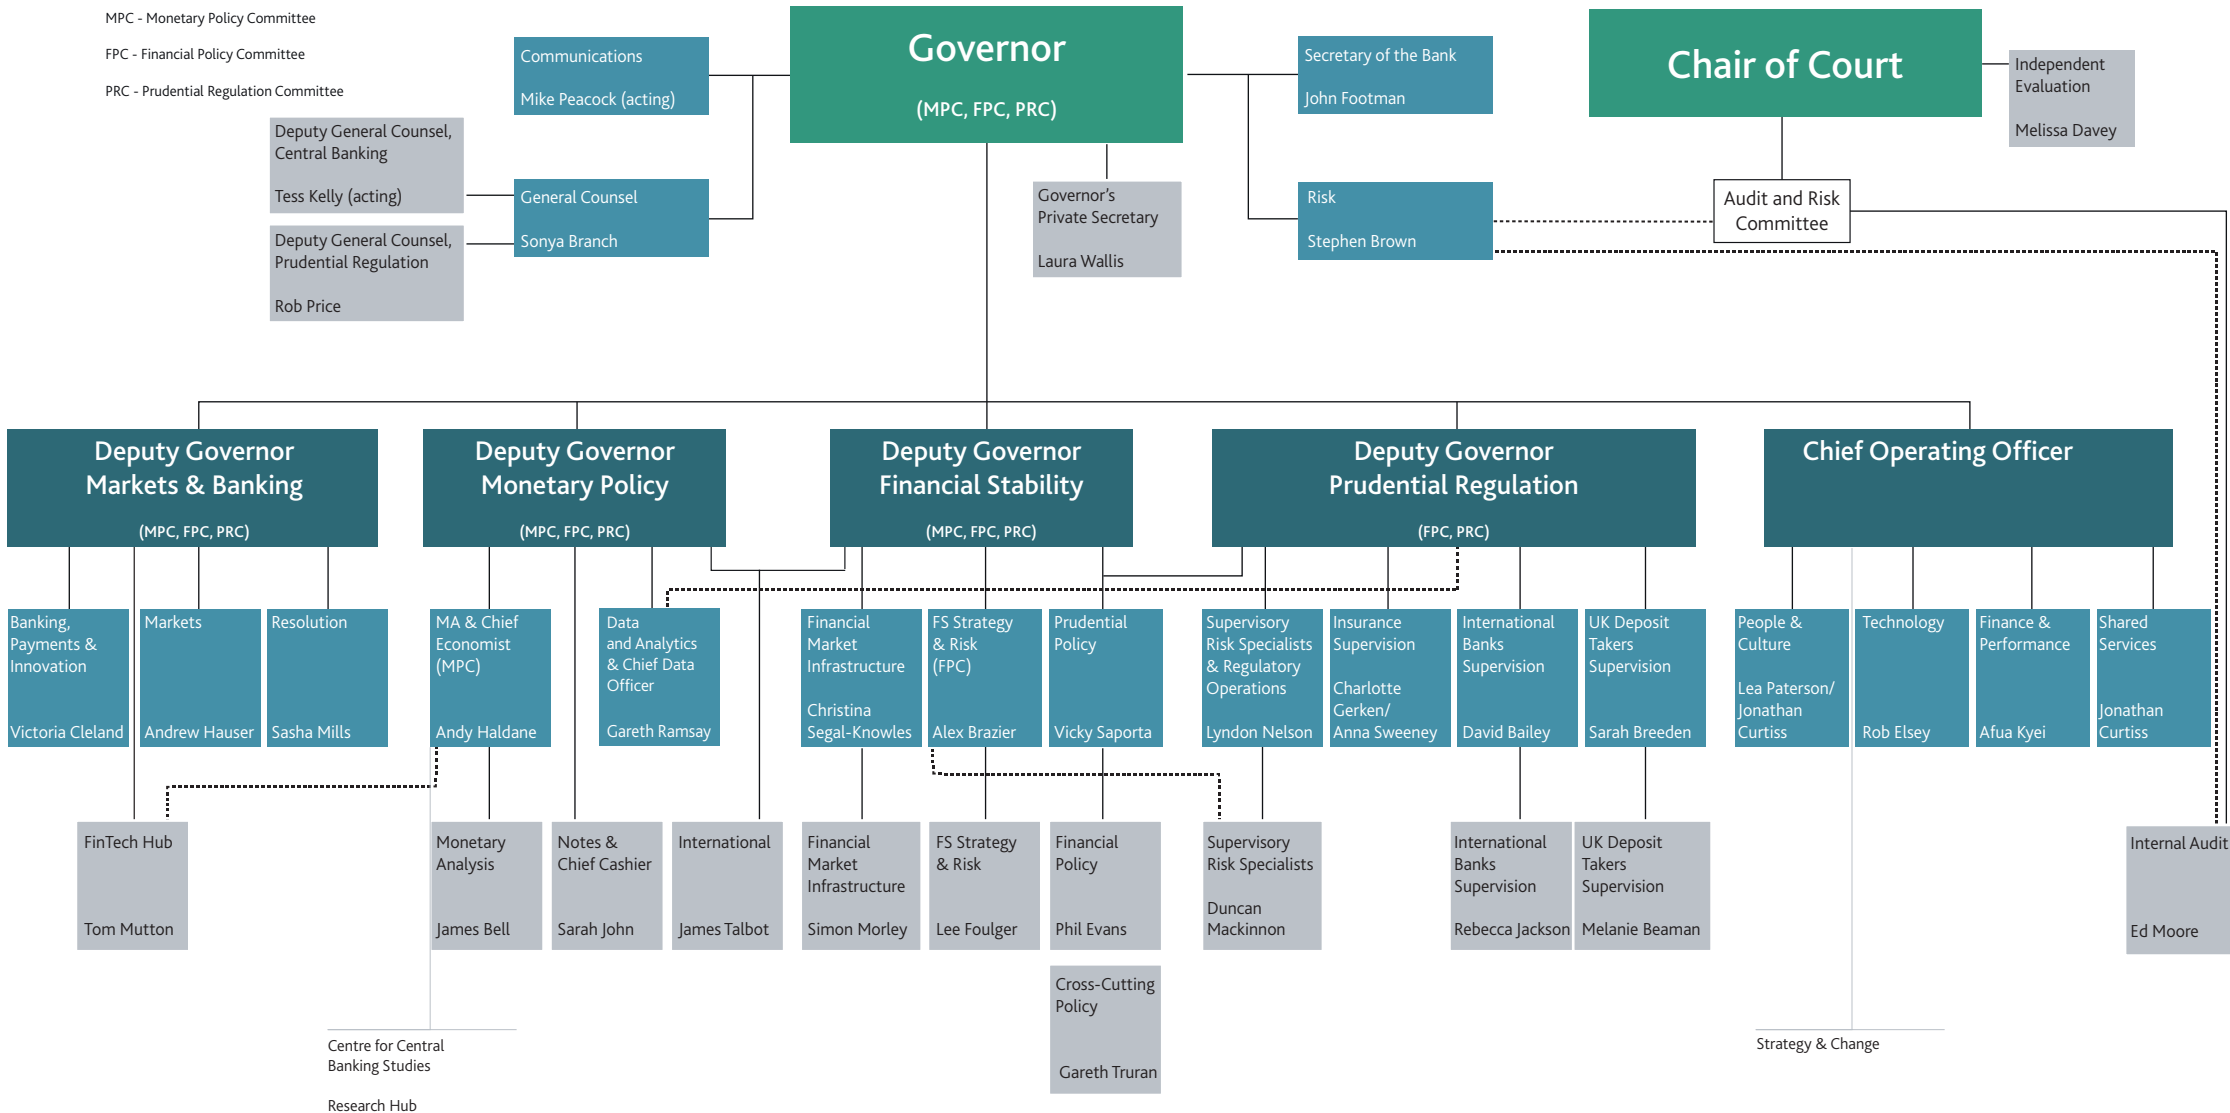 MPC - Monetary Policy Committee
FPC - Financial Policy Committee
PRC - Prudential Regulation Committee
Communications
Mike Peacock (acting)
Governor
(MPC, FPC, PRC)
Secretary of the Bank
John Footman
Chair of Court
Independent
Evaluation
Melissa Davey
Deputy General Counsel,
Central Banking
Tess Kelly (acting)
General Counsel
Sonya Branch
Deputy General Counsel,
Prudential Regulation
Rob Price
Governor's
Private Secretary
Laura Wallis
Risk
Stephen Brown
Audit and Risk
Committee
Deputy Governor
Markets & Banking
(MPC, FPC, PRC)
Deputy Governor
Monetary Policy
(MPC, FPC, PRC)
Deputy Governor
Financial Stability
(MPC, FPC, PRC)
Deputy Governor
Prudential Regulation
(FPC, PRC)
Chief Operating Officer
Banking,
Payments &
Innovation
Victoria Cleland
Markets
Andrew Hauser
Resolution
Sasha Mills
MA & Chief
Economist
(MPC)
Andy Haldane
Data
and Analytics
& Chief Data
Officer
Gareth Ramsay
Financial
Market
Infrastructure
Christina
Segal-Knowles
FS Strategy
& Risk
(FPC)
Alex Brazier
Prudential
Policy
Vicky Saporta
Supervisory
Risk Specialists
& Regulatory
Operations
Lyndon Nelson
Insurance
Supervision
Charlotte
Gerken/
Anna Sweeney
International
Banks
Supervision
David Bailey
UK Deposit
Takers
Supervision
Sarah Breeden
People &
Culture
Lea Paterson/
Jonathan
Curtiss
Technology
Rob Elsey
Finance &
Performance
Afua Kyei
Shared
Services
Jonathan
Curtiss
FinTech Hub
Tom Mutton
Monetary
Analysis
James Bell
Notes &
Chief Cashier
Sarah John
International
James Talbot
Financial
Market
Infrastructure
Simon Morley
FS Strategy
& Risk
Lee Foulger
Financial
Policy
Phil Evans
Supervisory
Risk Specialists
Duncan
Mackinnon
International
Banks
Supervision
Rebecca Jackson
UK Deposit
Takers
Supervision
Melanie Beaman
Internal Audit
Ed Moore
Cross-Cutting
Policy
Gareth Truran
Centre for Central
Banking Studies
Research Hub
Strategy & Change